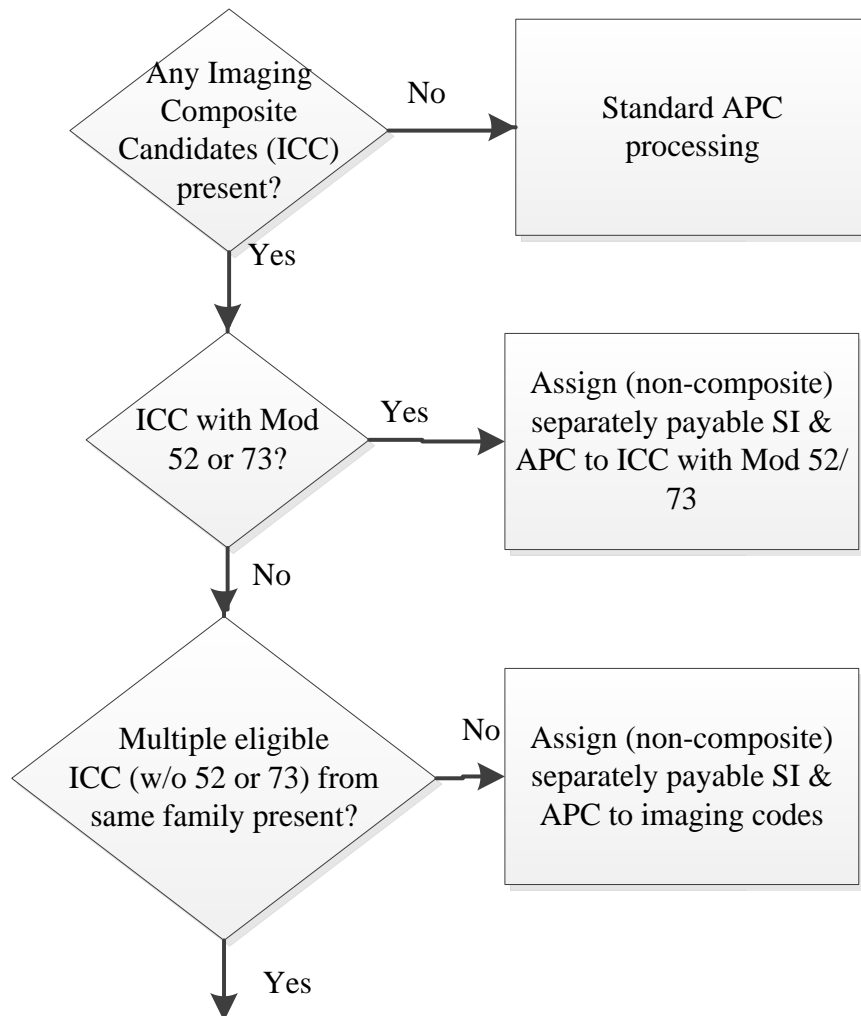 Any Imaging
Composite
Candidates (ICC)
present?
No
Standard APC
processing
Yes
ICC with Mod
52 or 73?
Yes
Assign (non-composite)
separately payable SI &
APC to ICC with Mod 52/
73
No
Multiple eligible
ICC (w/o 52 or 73) from
same family present?
No
Assign (non-composite)
separately payable SI &
APC to imaging codes
Yes